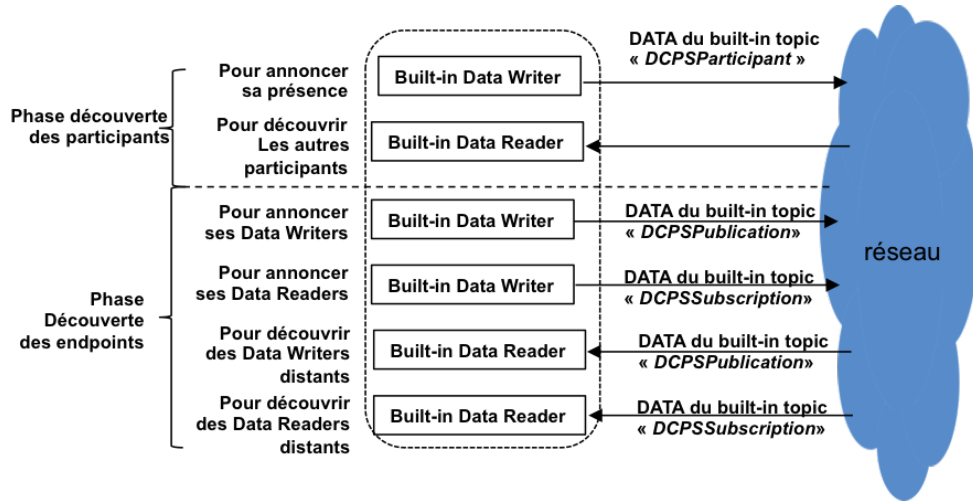 DATA du built-in topic
« DCPSParticipant »
Pour annoncer
sa présence
Built-in Data Writer
Phase découverte
des participants
Pour découvrir
Les autres
participants
Built-in Data Reader
Pour annoncer
ses Data Writers
Built-in Data Writer
DATA du built-in topic
« DCPSPublication»
réseau
Pour annoncer
ses Data Readers
Built-in Data Writer
DATA du built-in topic
« DCPSSubscription»
Phase
Découverte
des endpoints
Pour découvrir
des Data Writers
distants
Built-in Data Reader
DATA du built-in topic
« DCPSPublication»
Pour découvrir
des Data Readers
distants
Built-in Data Reader
DATA du built-in topic
« DCPSSubscription»